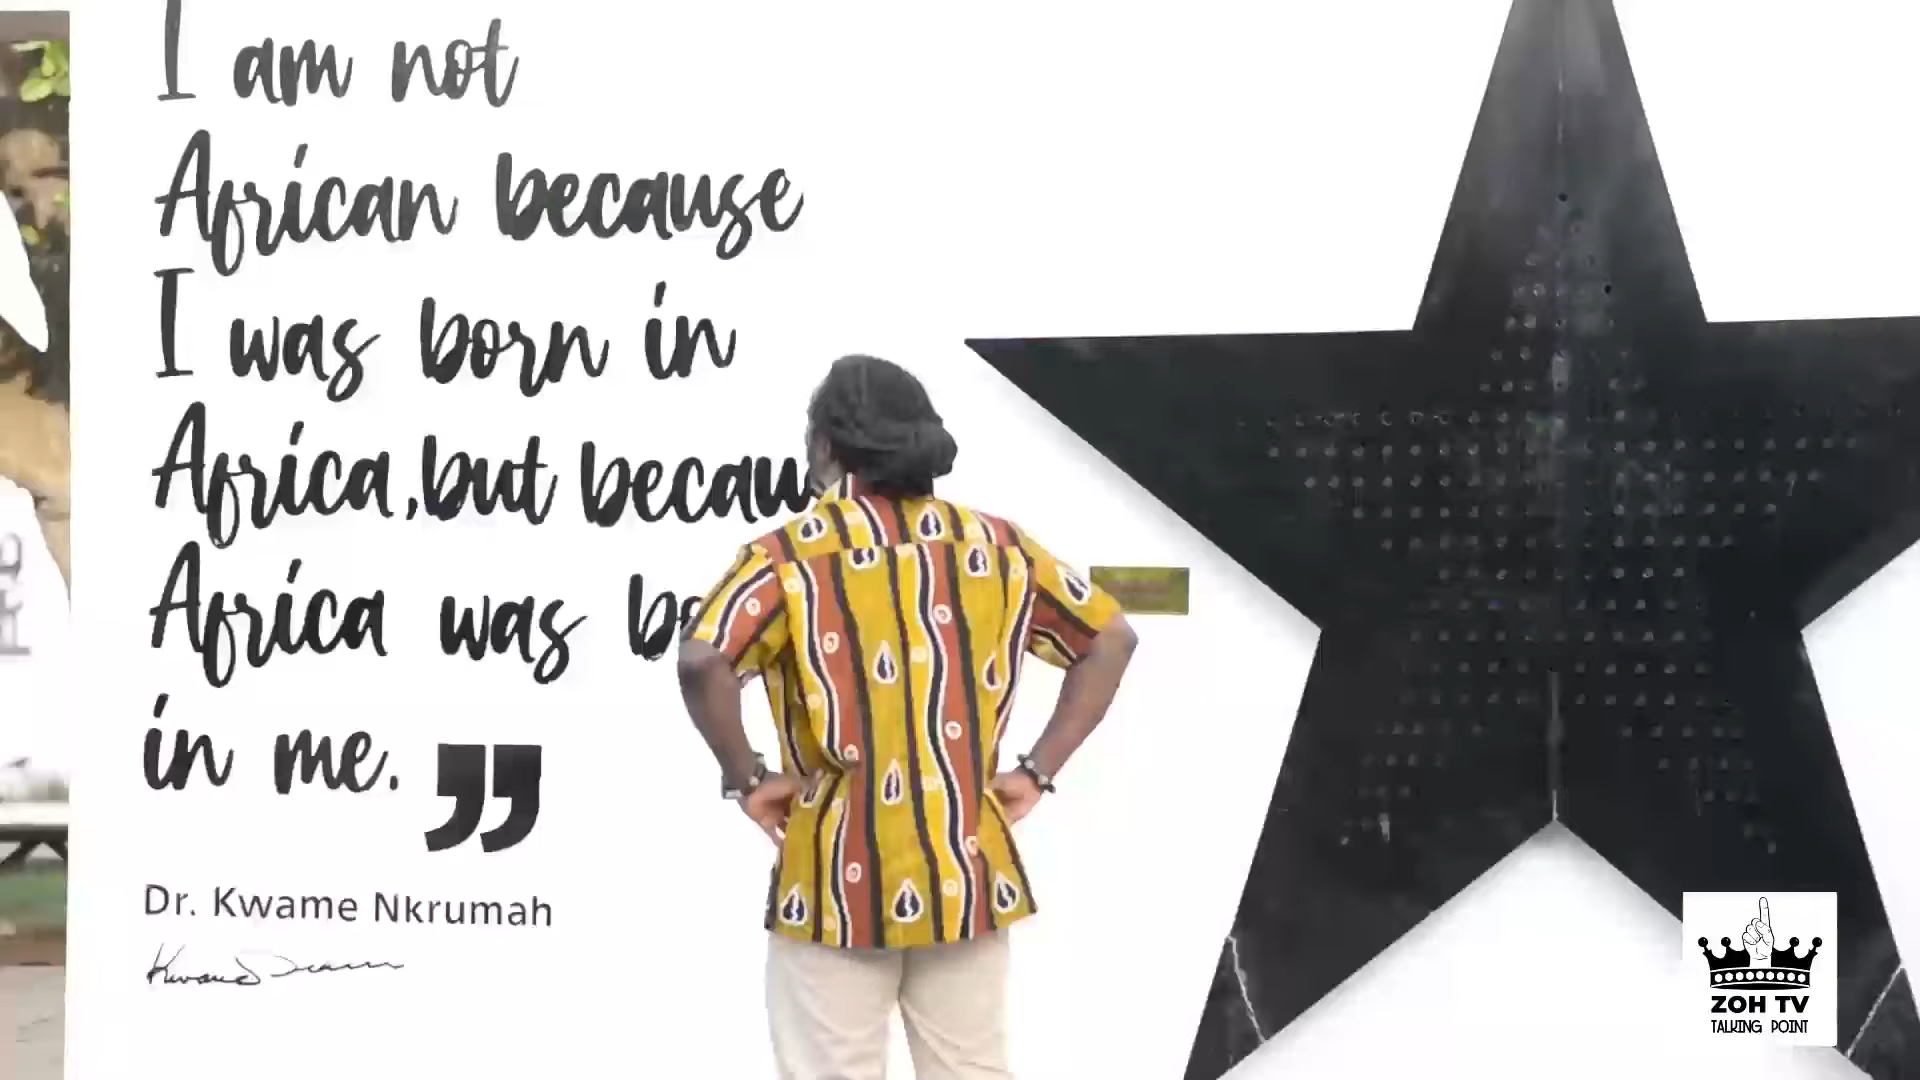 I am not
African because
I was born in
Africa, but becau
Africa was bo
in me. ”
Dr. Kwame Nkrumah
ZOH TV
TALKING POINT